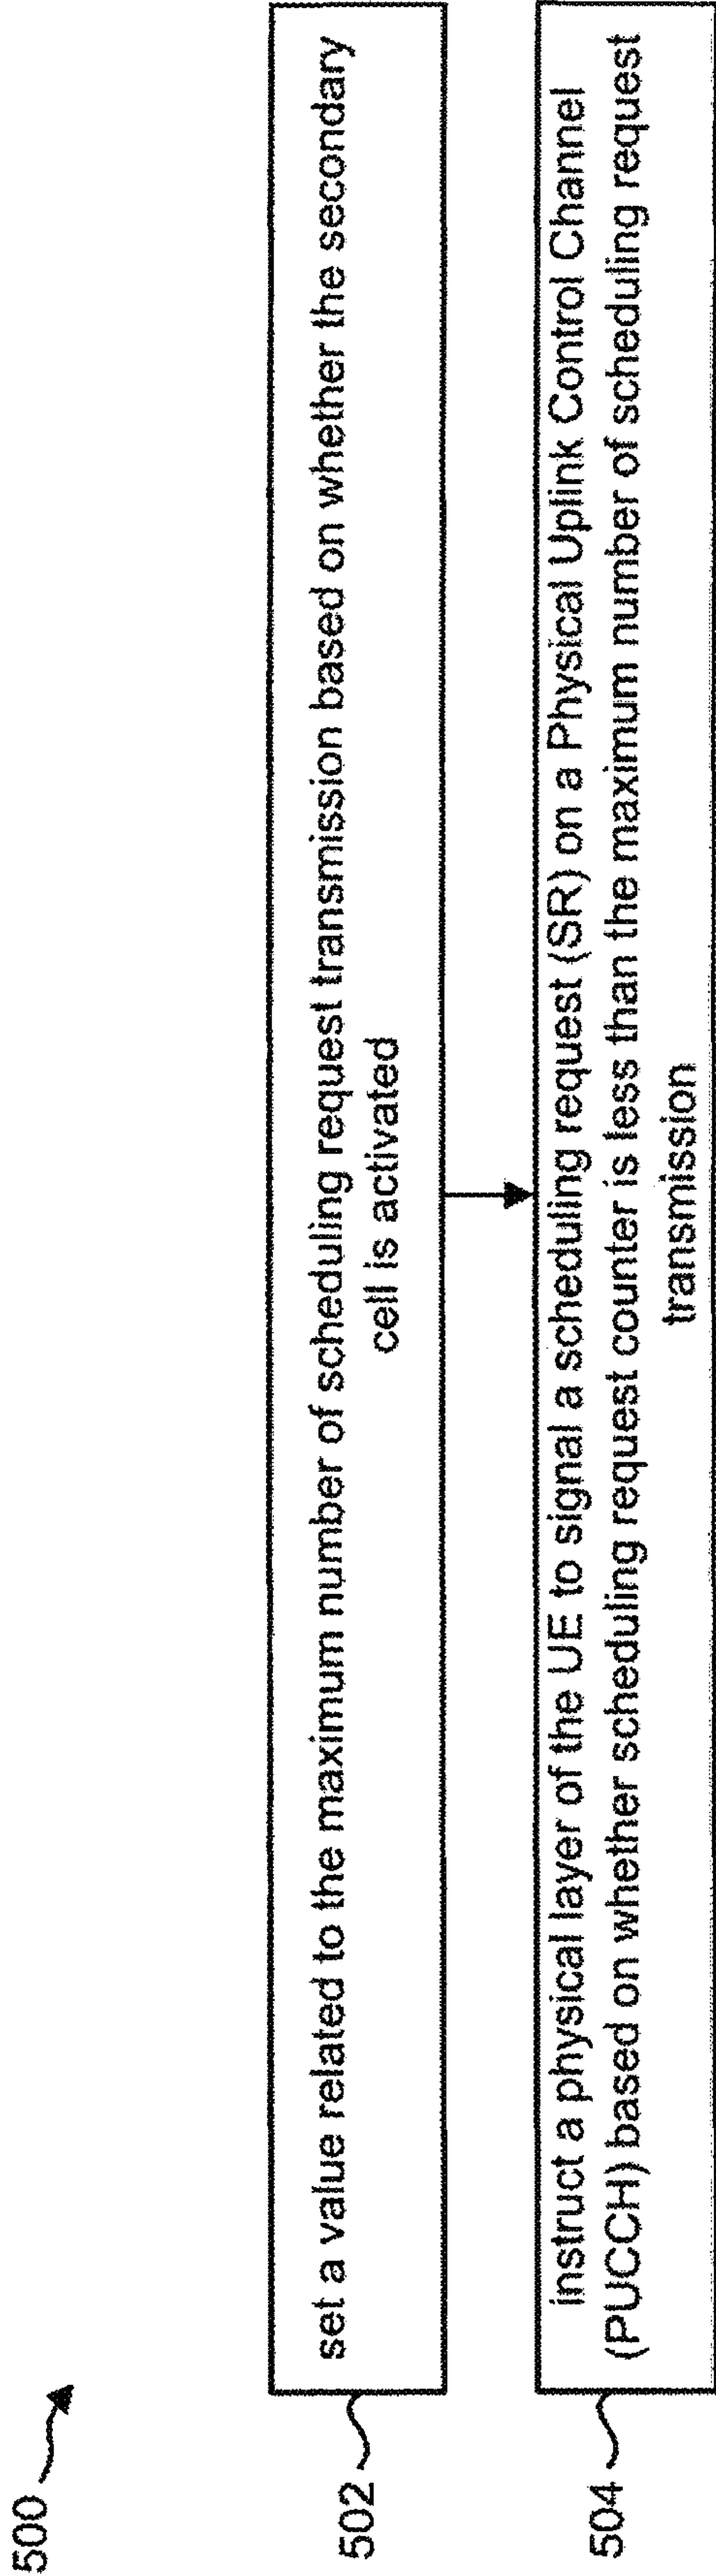 500
502
set a value related to the maximum number of scheduling request transmission based on whether the secondary
cell is activated
504
instruct a physical layer of the UE to signal a scheduling request (SR) on a Physical Uplink Control Channel
(PUCCH) based on whether scheduling request counter is less than the maximum number of scheduling request
transmission